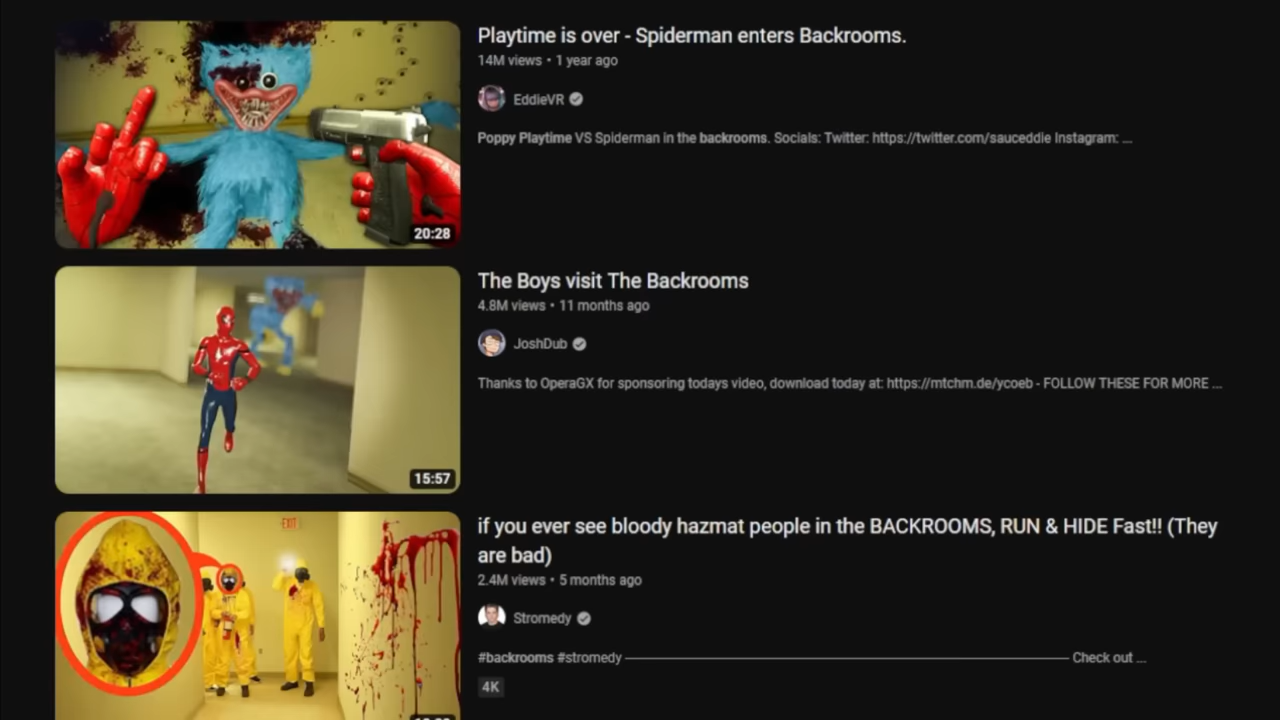 Playtime is over - Spiderman enters Backrooms.
14M views • 1 year ago
EddieVR
Poppy Playtime VS Spiderman in the backrooms. Socials: Twitter: https://twitter.com/sauceddie Instagram: ...
20:28
The Boys visit The Backrooms
4.8M views • 11 months ago
JoshDub
Thanks to OperaGX for sponsoring todays video, download today at: https://mtchm.de/ycoeb - FOLLOW THESE FOR MORE ...
15:57
EXIT
if you ever see bloody hazmat people in the BACKROOMS, RUN & HIDE Fast!! (They
are bad)
2.4M views • 5 months ago
Stromedy
#backrooms #stromedy ——————————————————————— Check out ...
4K